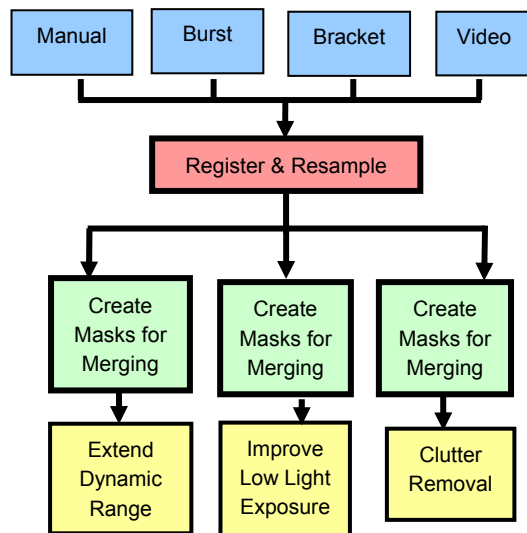 Manual
Burst
Bracket
Video
Register & Resample
Create
Masks for
Merging
Create
Masks for
Merging
Create
Masks for
Merging
Extend
Dynamic
Range
Improve
Low Light
Exposure
Clutter
Removal